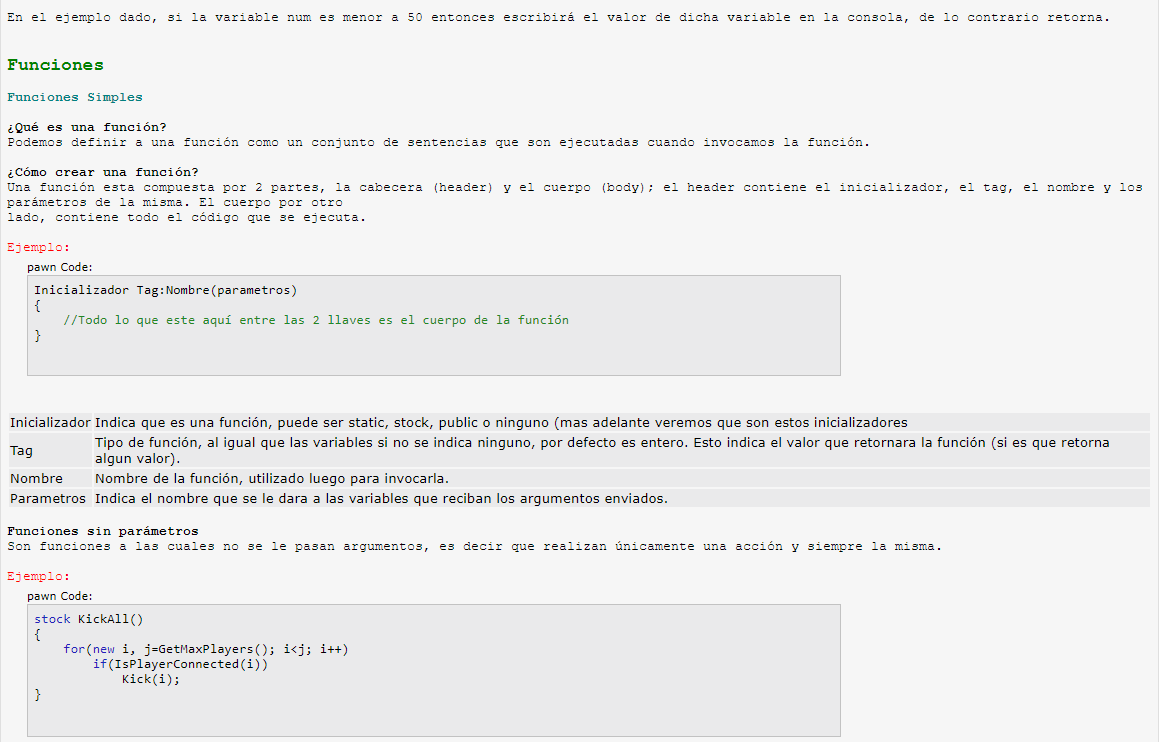 En el ejemplo dado, si la variable num es menor a 50 entonces escribirá el valor de dicha variable en la consola, de lo contrario retorna.
Funciones
Funciones Simples
¿Qué es una función?
Podemos definir a una función como un conjunto de sentencias que son ejecutadas cuando invocamos la función.
¿Cómo crear una función?
Una función esta compuesta por 2 partes, la cabecera (header) y el cuerpo (body); el header contiene el inicializador, el tag, el nombre y los
parámetros de la misma. El cuerpo por otro
lado, contiene todo el código que se ejecuta.
Ejemplo:
pawn Code:
Inicializador Tag:Nombre(parametros)
{
    //Todo lo que este aquí entre las 2 llaves es el cuerpo de la función
}
Inicializador Indica que es una función, puede ser static, stock, public o ninguno (mas adelante veremos que son estos inicializadores
Tag Tipo de función, al igual que las variables si no se indica ninguno, por defecto es entero. Esto indica el valor que retornara la función (si es que retorna
algun valor).
Nombre Nombre de la función, utilizado luego para invocarla.
Parametros Indica el nombre que se le dara a las variables que reciban los argumentos enviados.
Funciones sin parámetros
Son funciones a las cuales no se le pasan argumentos, es decir que realizan únicamente una acción y siempre la misma.
Ejemplo:
pawn Code:
stock KickAll()
{
    for(new i, j=GetMaxPlayers(); i<j; i++)
        if(IsPlayerConnected(i))
            Kick(i);
}